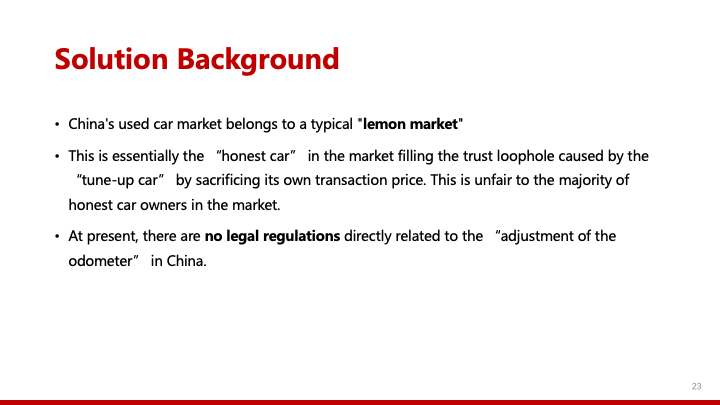 Solution Background
• China's used car market belongs to a typical "lemon market"
• This is essentially the “honest car” in the market filling the trust loophole caused by the
“tune-up car” by sacrificing its own transaction price. This is unfair to the majority of
honest car owners in the market.
• At present, there are no legal regulations directly related to the “adjustment of the
odometer” in China.
23